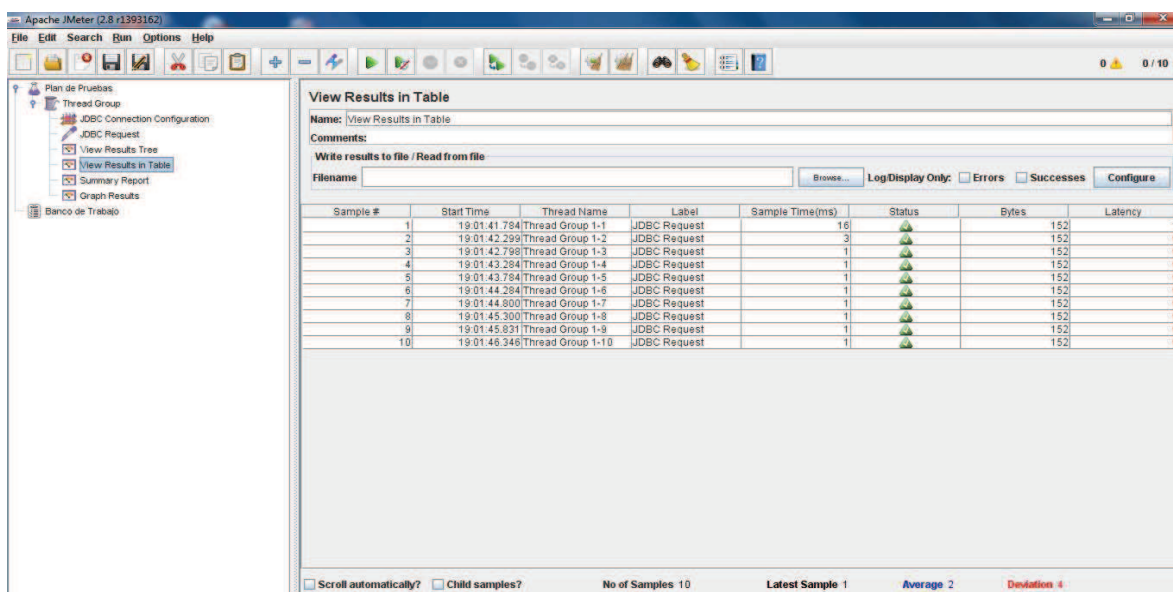 Apache JMeter (2.8 r1393162)
File Edit Search Run Options Help
0 0 / 10
Plan de Pruebas
Thread Group
JDBC Connection Configuration
JDBC Request
View Results Tree
View Results in Table
Summary Report
Graph Results
Banco de Trabajo
View Results in Table
Name: View Results in Table
Comments:
Write results to file / Read from file
Filename Browse... Log/Display Only: Errors Successes Configure
Sample # Start Time Thread Name Label Sample Time(ms) Status Bytes Latency
1 19:01:41.784 Thread Group 1-1 JDBC Request 16 152
2 19:01:42.299 Thread Group 1-2 JDBC Request 3 152
3 19:01:42.798 Thread Group 1-3 JDBC Request 1 152
4 19:01:43.284 Thread Group 1-4 JDBC Request 1 152
5 19:01:43.784 Thread Group 1-5 JDBC Request 1 152
6 19:01:44.284 Thread Group 1-6 JDBC Request 1 152
7 19:01:44.800 Thread Group 1-7 JDBC Request 1 152
8 19:01:45.300 Thread Group 1-8 JDBC Request 1 152
9 19:01:45.831 Thread Group 1-9 JDBC Request 1 152
10 19:01:46.346 Thread Group 1-10 JDBC Request 1 152
Scroll automatically? Child samples? No of Samples 10 Latest Sample 1 Average 2 Deviation 4